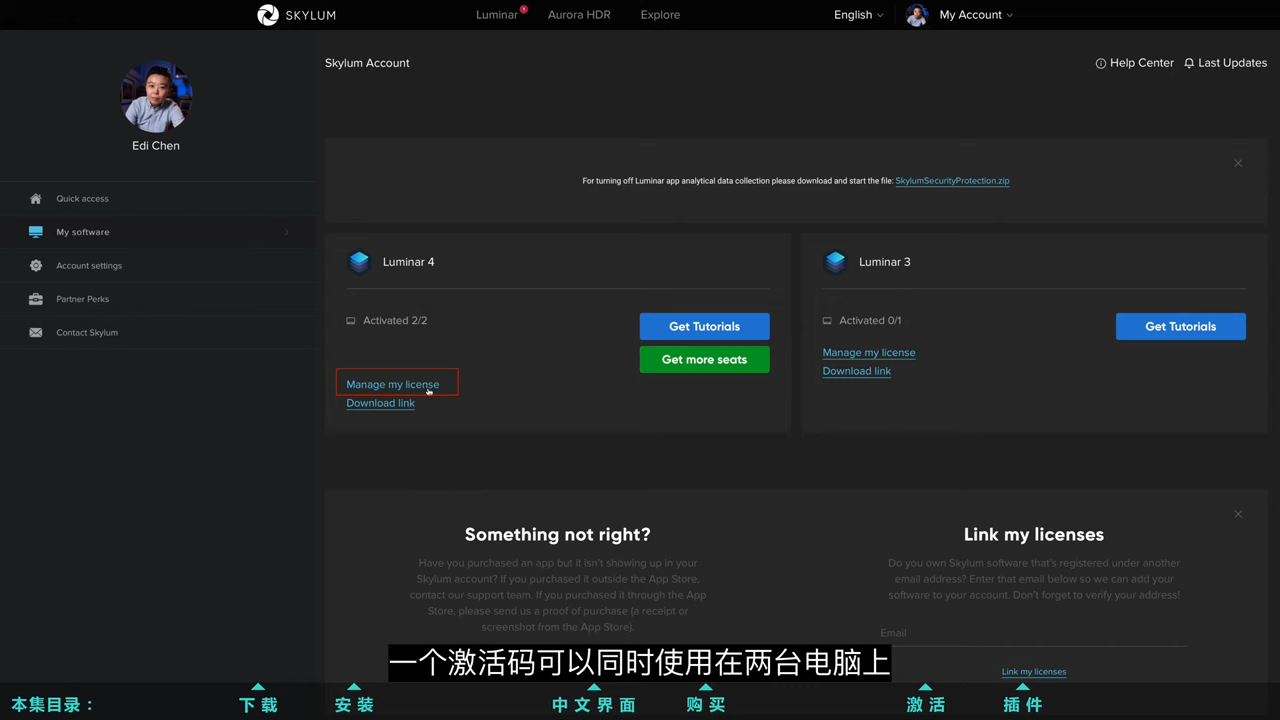 SKYLUM
Luminar
Aurora HDR
Explore
English
My Account
Edi Chen
Quick access
My software
Account settings
Partner Perks
Contact Skylum
Skylum Account
Help Center
Last Updates
For turning off Luminar app analytical data collection please download and start the file: SkylumSecurityProtection.zip
Luminar 4
Activated 2/2
Get Tutorials
Get more seats
Manage my license
Download link
Luminar 3
Activated 0/1
Get Tutorials
Manage my license
Download link
Something not right?
Have you purchased an app but it isn't showing up in your
Skylum account? If you purchased it outside the App Store,
contact our support team. If you purchased it through the App
Store, please send us a proof of purchase (a receipt or
screenshot from the App Store).
Link my licenses
Do you own Skylum software that's registered under another
email address? Enter that email below so we can add your
software to your account. Don't forget to verify your address!
Email
Link my licenses
一个激活码可以同时使用在两台电脑上
本集目录：
下载
安装
中文界面
购买
激活
插件